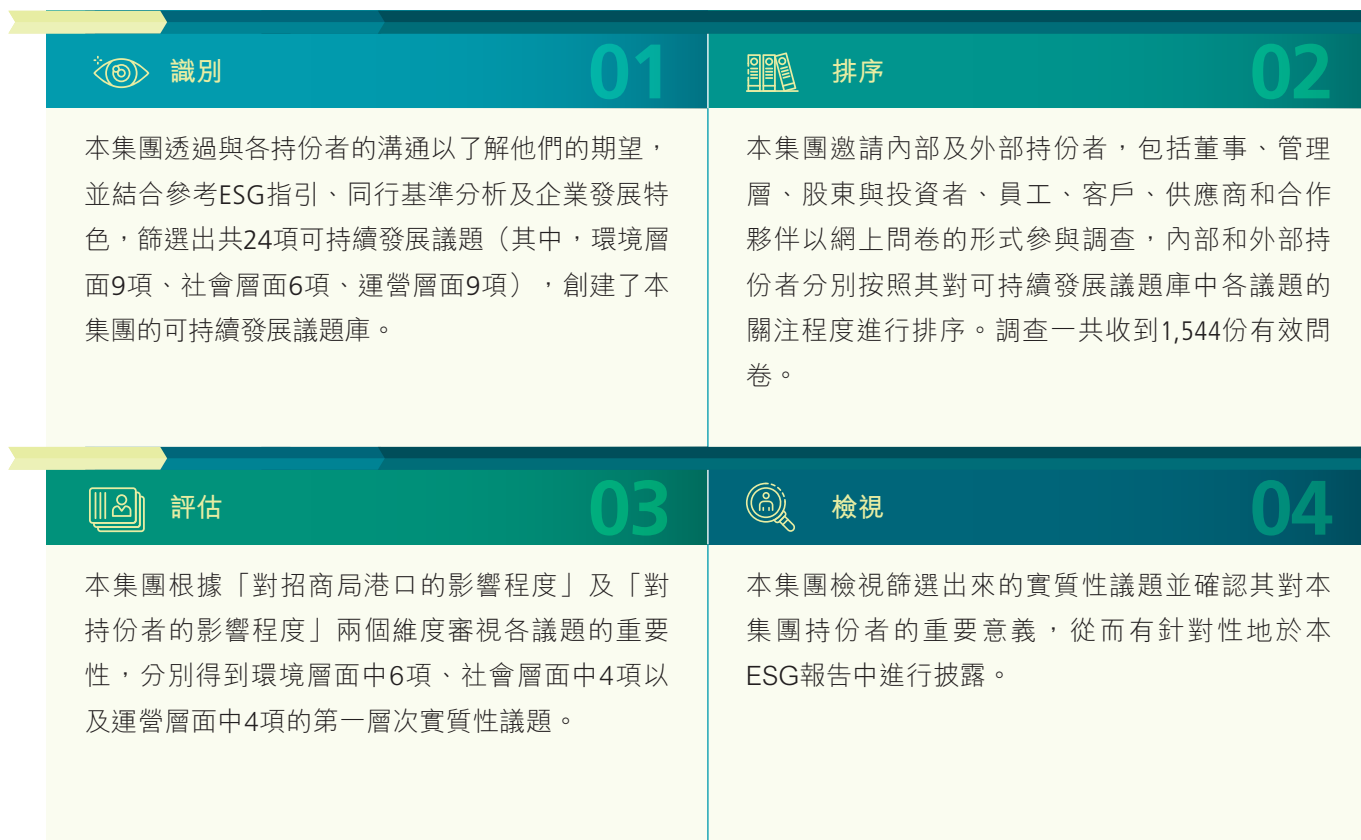 識別
01
本集團透過與各持份者的溝通以了解他們的期望，
並結合參考ESG指引、同行基準分析及企業發展特
色，篩選出共24項可持續發展議題（其中，環境層
面9項、社會層面6項、運營層面9項），創建了本
集團的可持續發展議題庫。
排序
02
本集團邀請內部及外部持份者，包括董事、管理
層、股東與投資者、員工、客戶、供應商和合作
夥伴以網上問卷的形式參與調查，內部和外部持
份者分別按照其對可持續發展議題庫中各議題的
關注程度進行排序。調查一共收到1,544份有效問
卷。
評估
03
本集團根據「對招商局港口的影響程度」及「對
持份者的影響程度」兩個維度審視各議題的重要
性，分別得到環境層面中6項、社會層面中4項以
及運營層面中4項的第一層次實質性議題。
檢視
04
本集團檢視篩選出來的實質性議題並確認其對本
集團持份者的重要意義，從而有針對性地於本
ESG報告中進行披露。